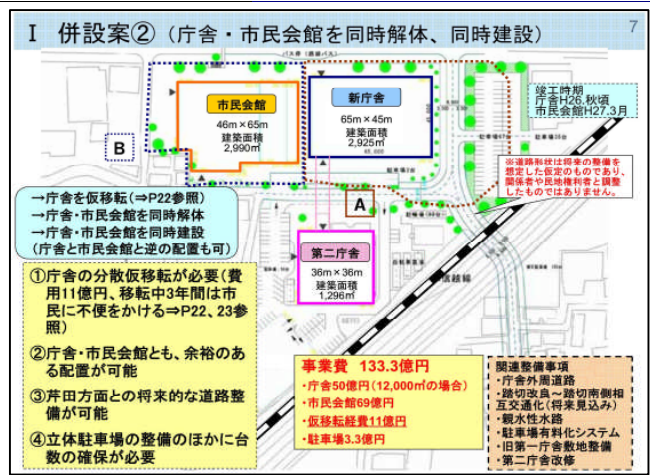 Ⅰ 併設案②（庁舎・市民会館を同時解体、同時建設）
7
市民会館
46m×65m
建築面積
2,990㎡
新庁舎
65m×45m
建築面積
2,925㎡
竣工時期
庁舎H26.秋頃
市民会館H27.3月
B
※道路形状は将来の整備を
想定した仮定のものであり、
関係者や民地権利者と調整
したものではありません。
A
→庁舎を仮移転（⇒P22参照）
→庁舎・市民会館を同時解体
→庁舎・市民会館を同時建設
（庁舎と市民会館と逆の配置も可）
第二庁舎
36m×36m
建築面積
1,296㎡
信越線
①庁舎の分散仮移転が必要（費
用11億円、移転中3年間は市
民に不便をかける⇒P22、23参
照）
②庁舎・市民会館とも、余裕のあ
る配置が可能
③芹田方面との将来的な道路整
備が可能
④立体駐車場の整備のほかに台
数の確保が必要
事業費 133.3億円
・庁舎50億円（12,000㎡の場合）
・市民会館69億円
・仮移転経費11億円
・駐車場3.3億円
関連整備事項
・庁舎外周道路
・踏切改良～踏切南側相
互交通化（将来見込み）
・親水性水路
・駐車場有料化システム
・旧第一庁舎敷地整備
・第二庁舎改修